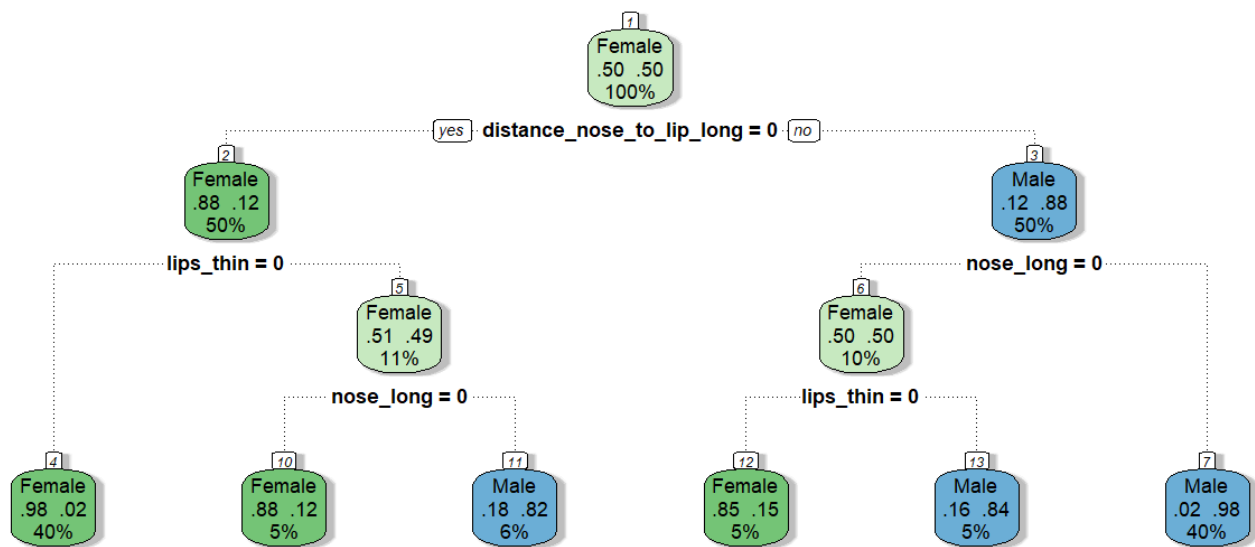 1
Female
.50 .50
100%
yes distance_nose_to_lip_long = 0 no
2
Female
.88 .12
50%
3
Male
.12 .88
50%
lips_thin = 0
nose_long = 0
5
Female
.51 .49
11%
6
Female
.50 .50
10%
nose_long = 0
lips_thin = 0
4
Female
.98 .02
40%
10
Female
.88 .12
5%
11
Male
.18 .82
6%
12
Female
.85 .15
5%
13
Male
.16 .84
5%
7
Male
.02 .98
40%